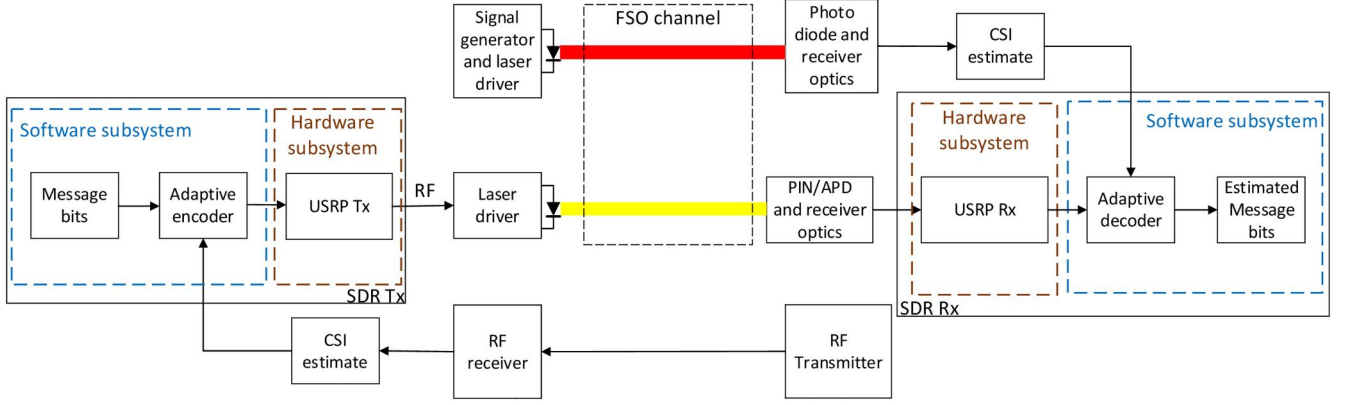 Signal
generator
and laser
driver
FSO channel
Photo
diode and
receiver
optics
CSI
estimate
Software subsystem
Hardware
subsystem
Message
bits
Adaptive
encoder
USRP Tx
SDR Tx
RF
Laser
driver
PIN/APD
and receiver
optics
Hardware
subsystem
Software subsystem
USRP Rx
Adaptive
decoder
Estimated
Message
bits
SDR Rx
CSI
estimate
RF
receiver
RF
Transmitter